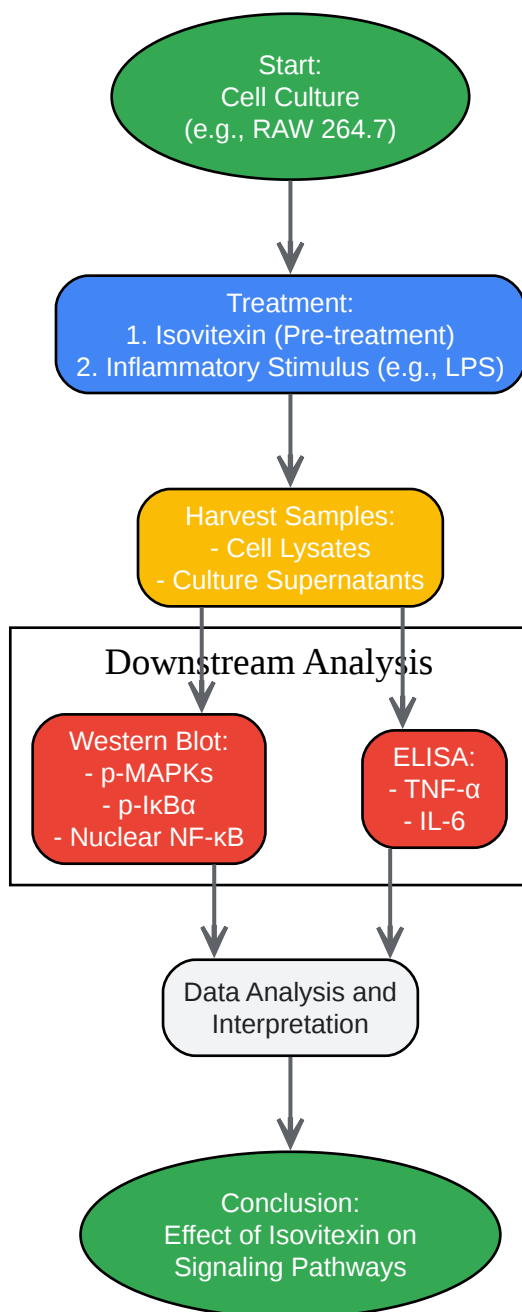 Start:
Cell Culture
(e.g., RAW 264.7)
Treatment:
1. Isovitexin (Pre-treatment)
2. Inflammatory Stimulus (e.g., LPS)
Harvest Samples:
- Cell Lysates
- Culture Supernatants
Downstream Analysis
Western Blot:
- p-MAPKs
- p-IκBα
- Nuclear NF-κB
ELISA:
- TNF-α
- IL-6
Data Analysis and
Interpretation
Conclusion:
Effect of Isovitexin on
Signaling Pathways